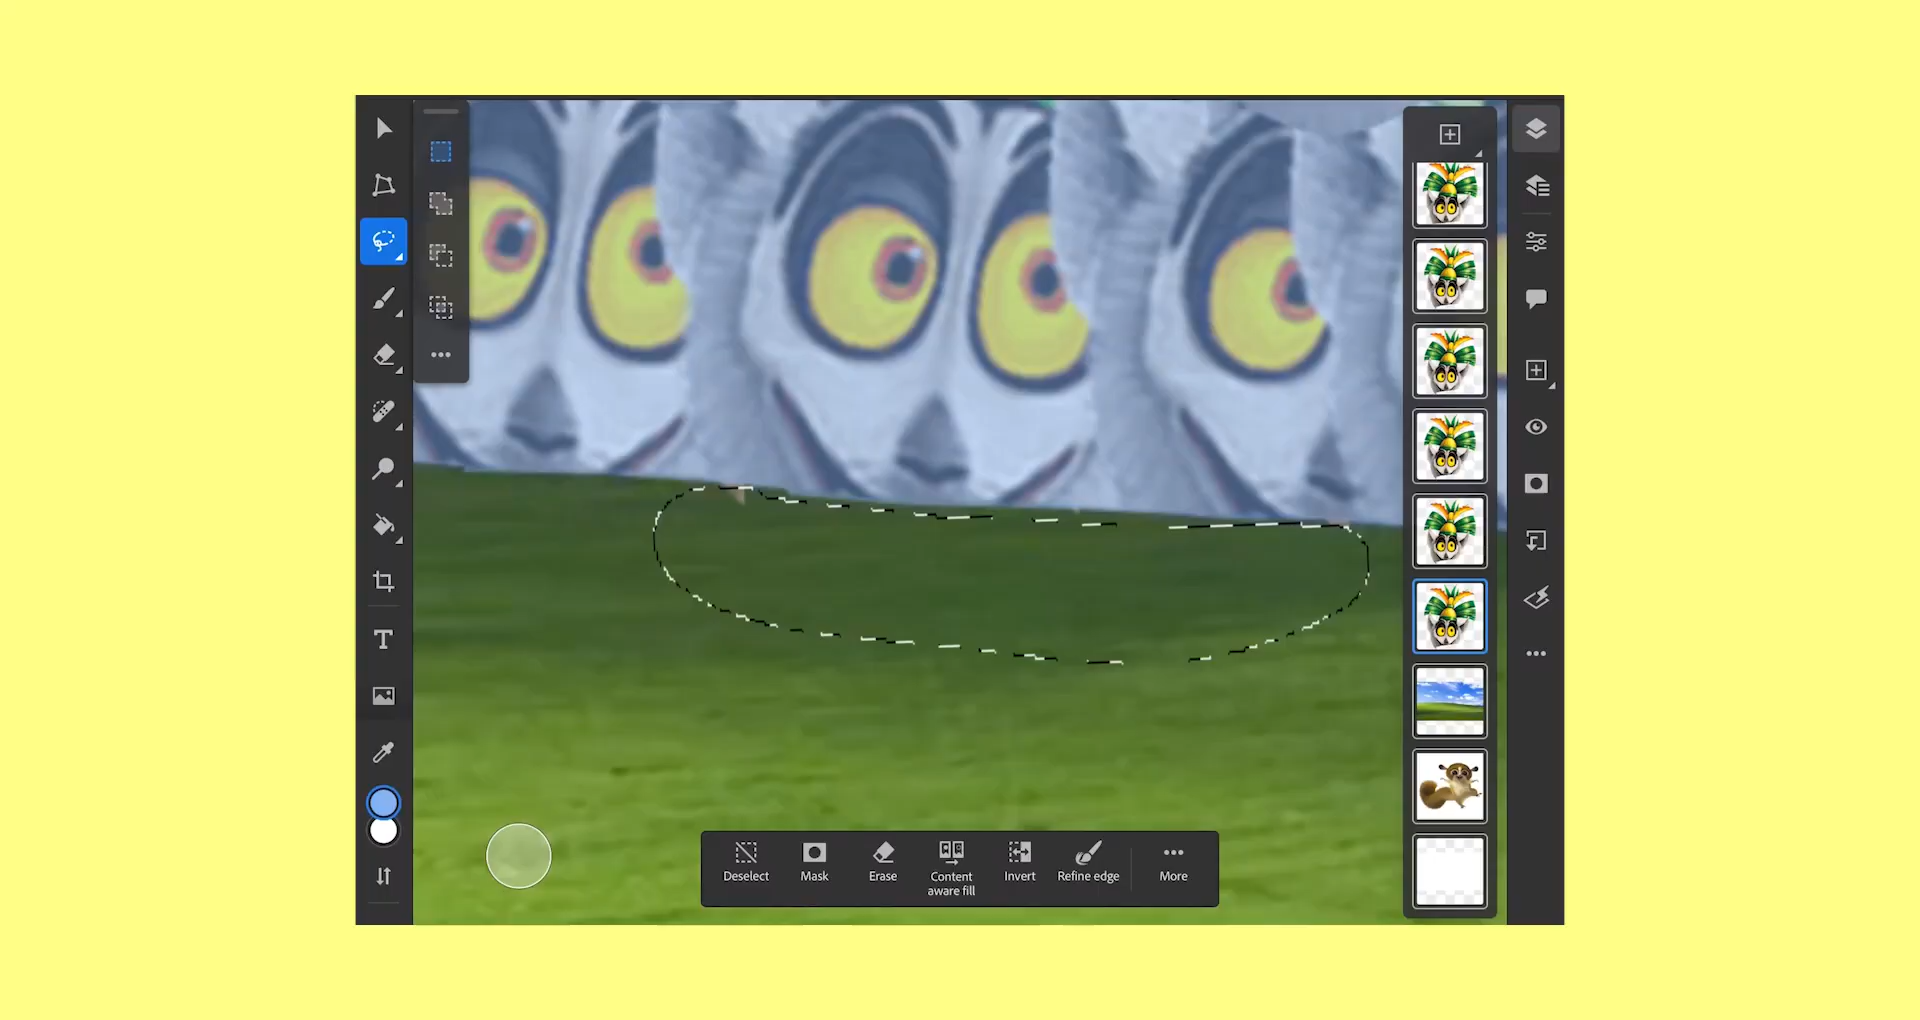 Deselect
Mask
Erase
Content
aware fill
Invert
Refine edge
More